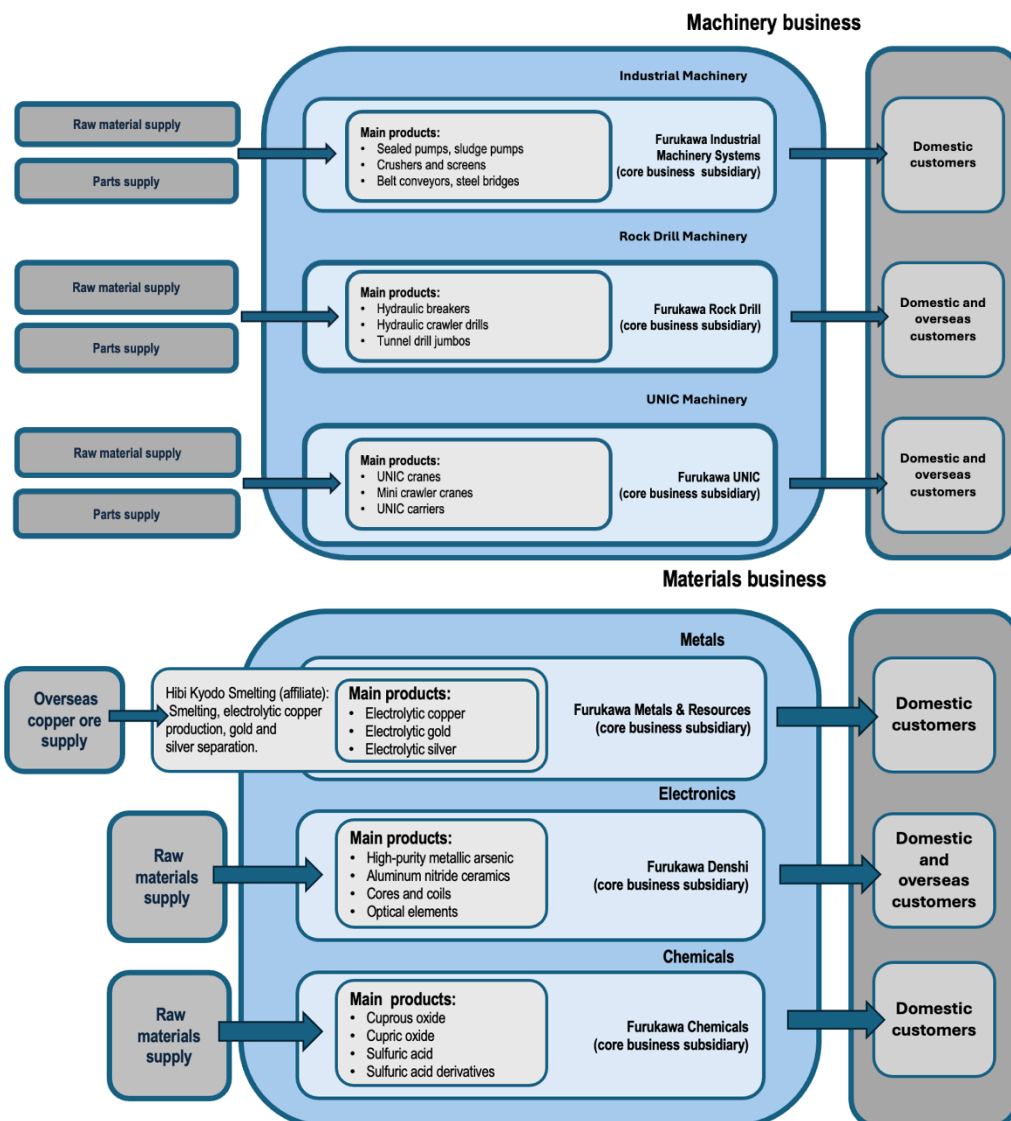 Machinery business
Industrial Machinery
Raw material supply
Parts supply
Main products:
• Sealed pumps, sludge pumps
• Crushers and screens
• Belt conveyors, steel bridges
Furukawa Industrial
Machinery Systems
(core business subsidiary)
Domestic
customers
Rock Drill Machinery
Raw material supply
Parts supply
Main products:
• Hydraulic breakers
• Hydraulic crawler drills
• Tunnel drill jumbos
Furukawa Rock Drill
(core business subsidiary)
Domestic and
overseas
customers
UNIC Machinery
Raw material supply
Parts supply
Main products:
• UNIC cranes
• Mini crawler cranes
• UNIC carriers
Furukawa UNIC
(core business subsidiary)
Domestic and
overseas
customers
Materials business
Metals
Overseas
copper ore
supply
Hibi Kyodo Smelting (affiliate):
Smelting, electrolytic copper
production, gold and
silver separation.
Main products:
• Electrolytic copper
• Electrolytic gold
• Electrolytic silver
Furukawa Metals & Resources
(core business subsidiary)
Domestic
customers
Electronics
Raw
materials
supply
Main products:
• High-purity metallic arsenic
• Aluminum nitride ceramics
• Cores and coils
• Optical elements
Furukawa Denshi
(core business subsidiary)
Domestic
and
overseas
customers
Chemicals
Raw
materials
supply
Main products:
• Cuprous oxide
• Cupric oxide
• Sulfuric acid
• Sulfuric acid derivatives
Furukawa Chemicals
(core business subsidiary)
Domestic
customers